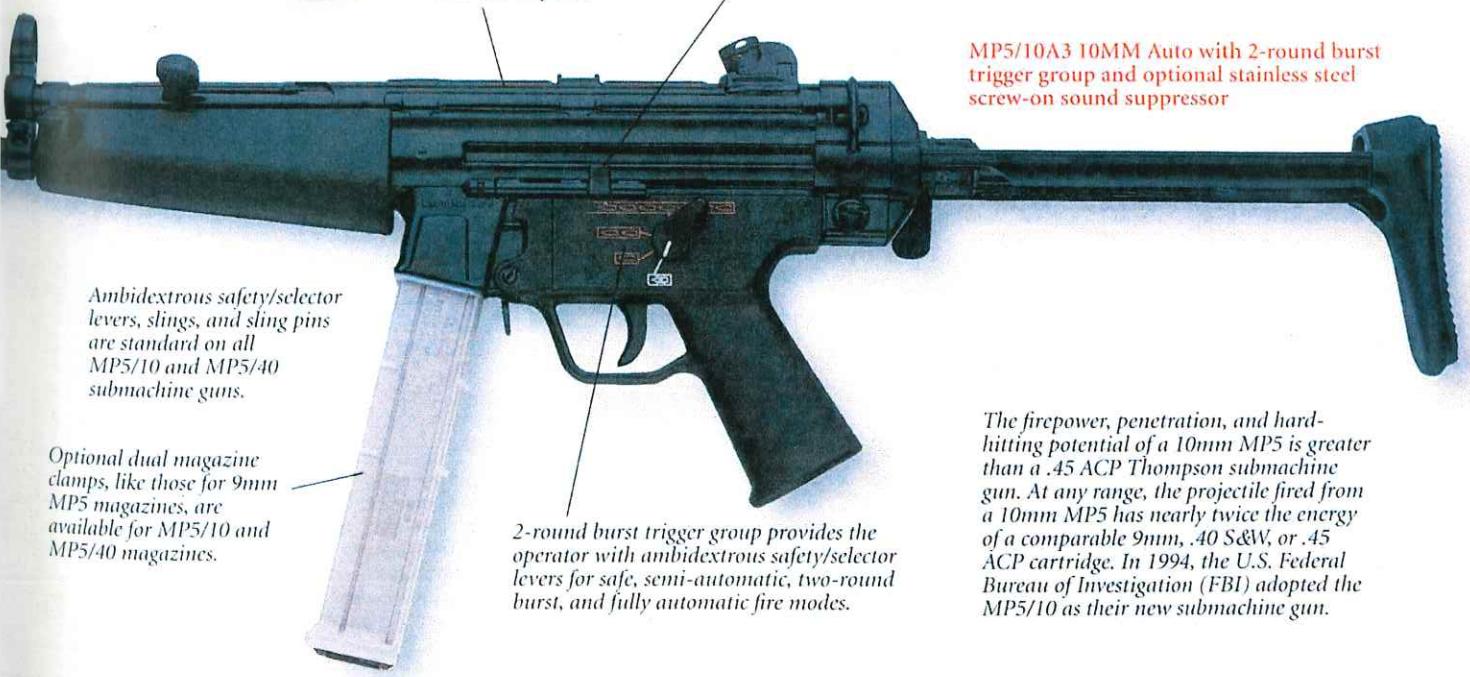 MP5/10A3 10MM Auto with 2-round burst
trigger group and optional stainless steel
screw-on sound suppressor
Ambidextrous safety/selector
levers, slings, and sling pins
are standard on all
MP5/10 and MP5/40
submachine guns.
Optional dual magazine
clamps, like those for 9mm
MP5 magazines, are
available for MP5/10 and
MP5/40 magazines.
2-round burst trigger group provides the
operator with ambidextrous safety/selector
levers for safe, semi-automatic, two-round
burst, and fully automatic fire modes.
The firepower, penetration, and hard-
hitting potential of a 10mm MP5 is greater
than a .45 ACP Thompson submachine
gun. At any range, the projectile fired from
a 10mm MP5 has nearly twice the energy
of a comparable 9mm, .40 S&W, or .45
ACP cartridge. In 1994, the U.S. Federal
Bureau of Investigation (FBI) adopted the
MP5/10 as their new submachine gun.